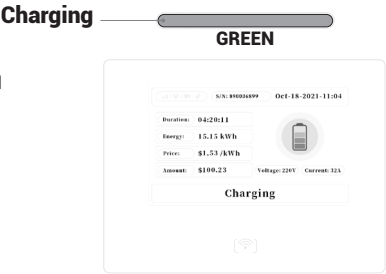 Charging
GREEN
S/N: 890036899 Oct-18-2021-11:04
Duration: 04:20:11
Energy: 15.15 kWh
Price: $1.53 /kWh
Amount: $100.23
Voltage: 220V Current: 32A
Charging